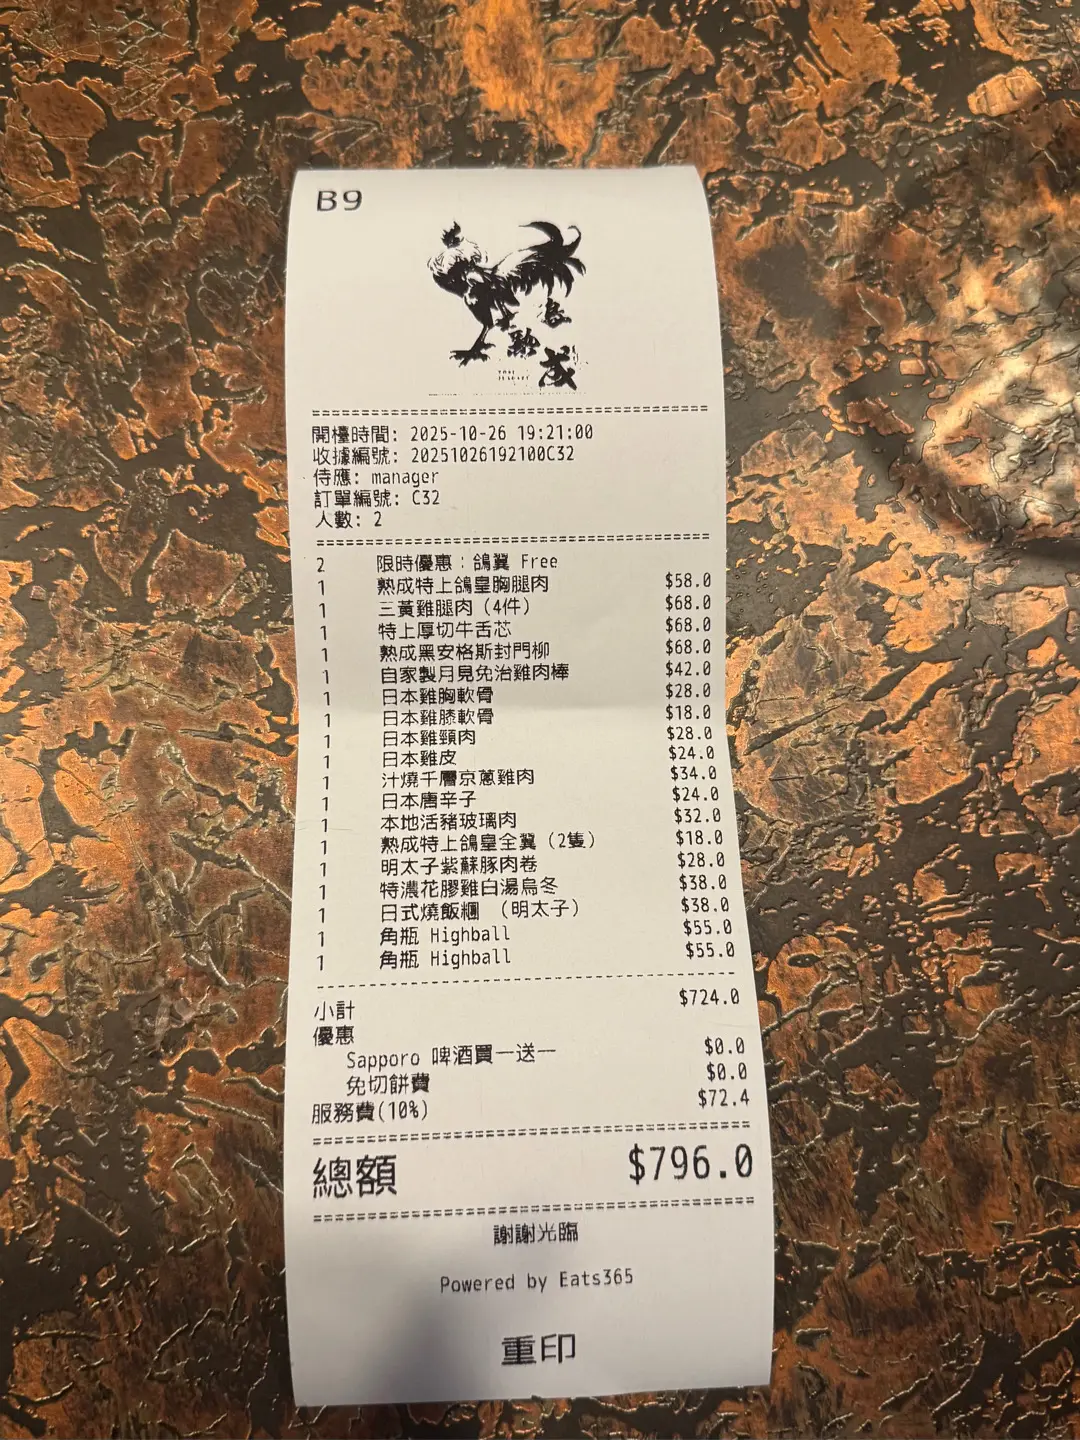 B9
鳥
熟
成
================================================
開檯時間: 2025-10-26 19:21:00
收據編號: 20251026192100C32
侍應: manager
訂單編號: C32
人數: 2
================================================
2 限時優惠：鴿翼 Free
1 熟成特上鴿皇胸腿肉 $58.0
1 三黃雞腿肉（4件） $68.0
1 特上厚切牛舌芯 $68.0
1 熟成黑安格斯封門柳 $68.0
1 自家製月見免治雞肉棒 $42.0
1 日本雞胸軟骨 $28.0
1 日本雞膝軟骨 $18.0
1 日本雞頸肉 $28.0
1 日本雞皮 $24.0
1 汁燒千層京蔥雞肉 $34.0
1 日本唐辛子 $24.0
1 本地活豬玻璃肉 $32.0
1 熟成特上鴿皇全翼（2隻） $18.0
1 明太子紫蘇豚肉卷 $28.0
1 特濃花膠雞白湯烏冬 $38.0
1 日式燒飯糰 （明太子） $38.0
1 角瓶 Highball $55.0
1 角瓶 Highball $55.0
------------------------------------------------
小計 $724.0
優惠
Sapporo 啤酒買一送一 $0.0
免切餅費 $0.0
服務費(10%) $72.4
================================================
總額 $796.0
================================================
謝謝光臨
Powered by Eats365
重印